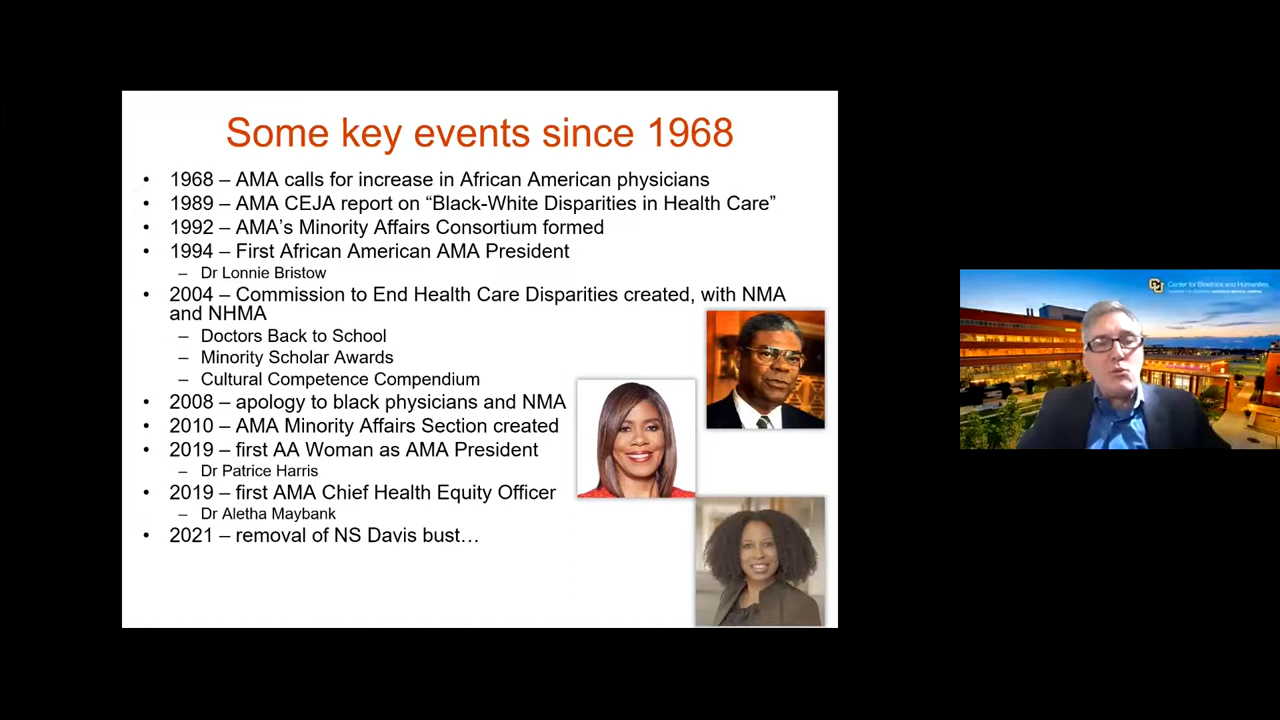 Some key events since 1968
• 1968 – AMA calls for increase in African American physicians
• 1989 – AMA CEJA report on “Black-White Disparities in Health Care”
• 1992 – AMA’s Minority Affairs Consortium formed
• 1994 – First African American AMA President
– Dr Lonnie Bristow
• 2004 – Commission to End Health Care Disparities created, with NMA
and NHMA
– Doctors Back to School
– Minority Scholar Awards
– Cultural Competence Compendium
• 2008 – apology to black physicians and NMA
• 2010 – AMA Minority Affairs Section created
• 2019 – first AA Woman as AMA President
– Dr Patrice Harris
• 2019 – first AMA Chief Health Equity Officer
– Dr Aletha Maybank
• 2021 – removal of NS Davis bust…
Center for Bioethics and Humanities